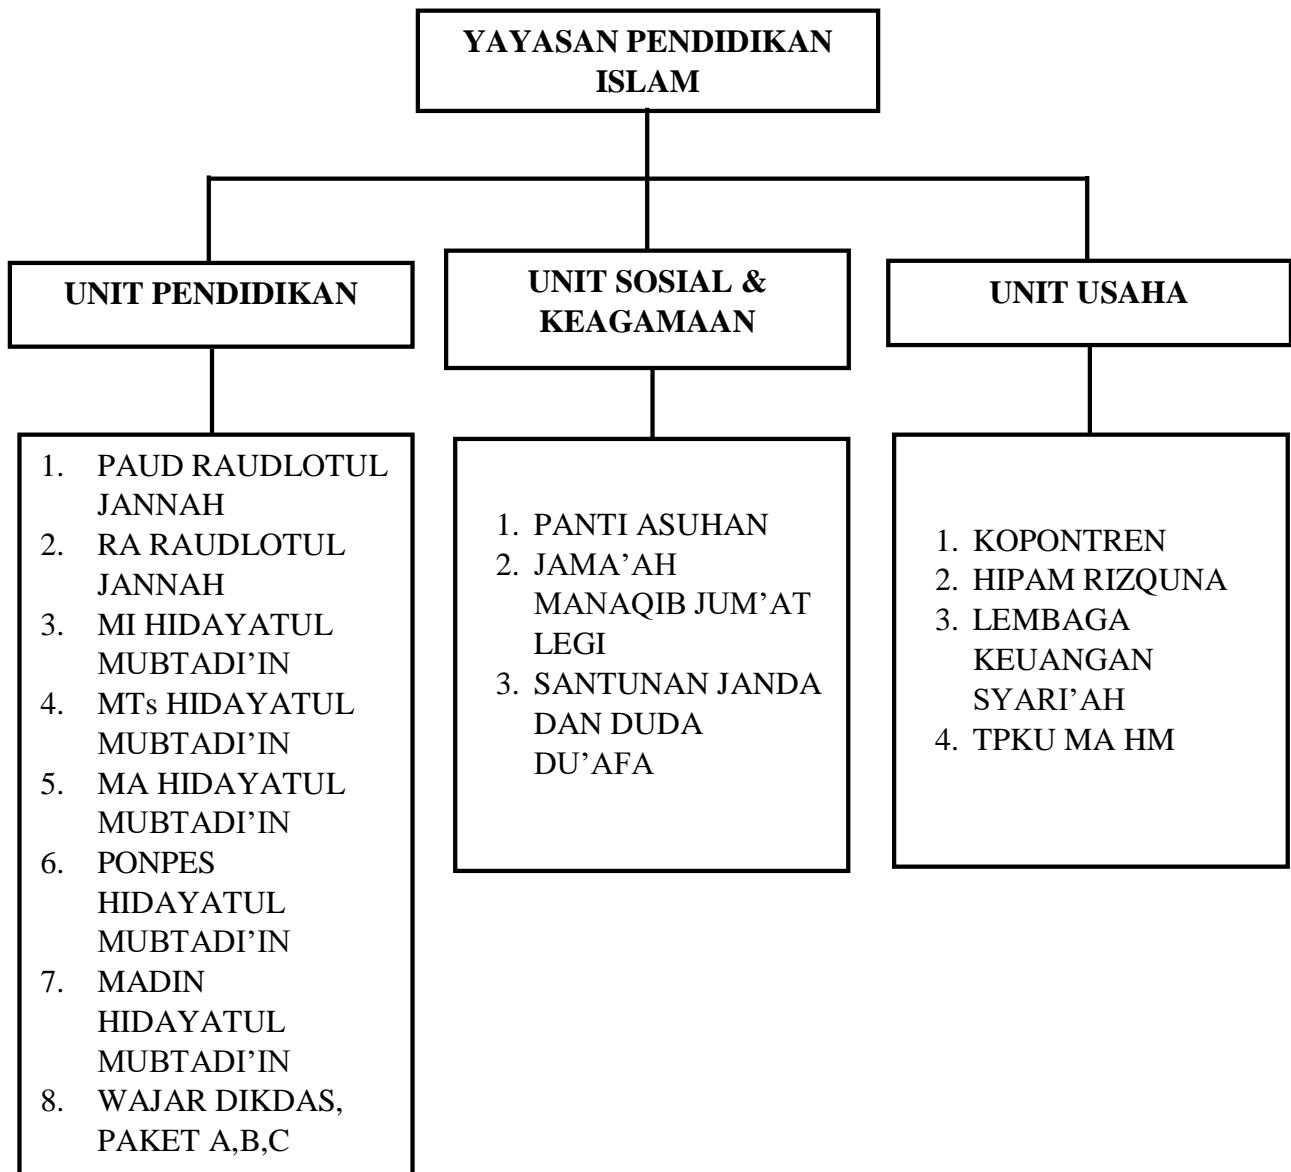 YAYASAN PENDIDIKAN
ISLAM
UNIT PENDIDIKAN
UNIT SOSIAL &
KEAGAMAAN
UNIT USAHA
1. PAUD RAUDLOTUL
JANNAH
2. RA RAUDLOTUL
JANNAH
3. MI HIDAYATUL
MUBTADI’IN
4. MTs HIDAYATUL
MUBTADI’IN
5. MA HIDAYATUL
MUBTADI’IN
6. PONPES
HIDAYATUL
MUBTADI’IN
7. MADIN
HIDAYATUL
MUBTADI’IN
8. WAJAR DIKDAS,
PAKET A,B,C
1. PANTI ASUHAN
2. JAMA’AH
MANAQIB JUM’AT
LEGI
3. SANTUNAN JANDA
DAN DUDA
DU’AFA
1. KOPONTREN
2. HIPAM RIZQUNA
3. LEMBAGA
KEUANGAN
SYARI’AH
4. TPKU MA HM